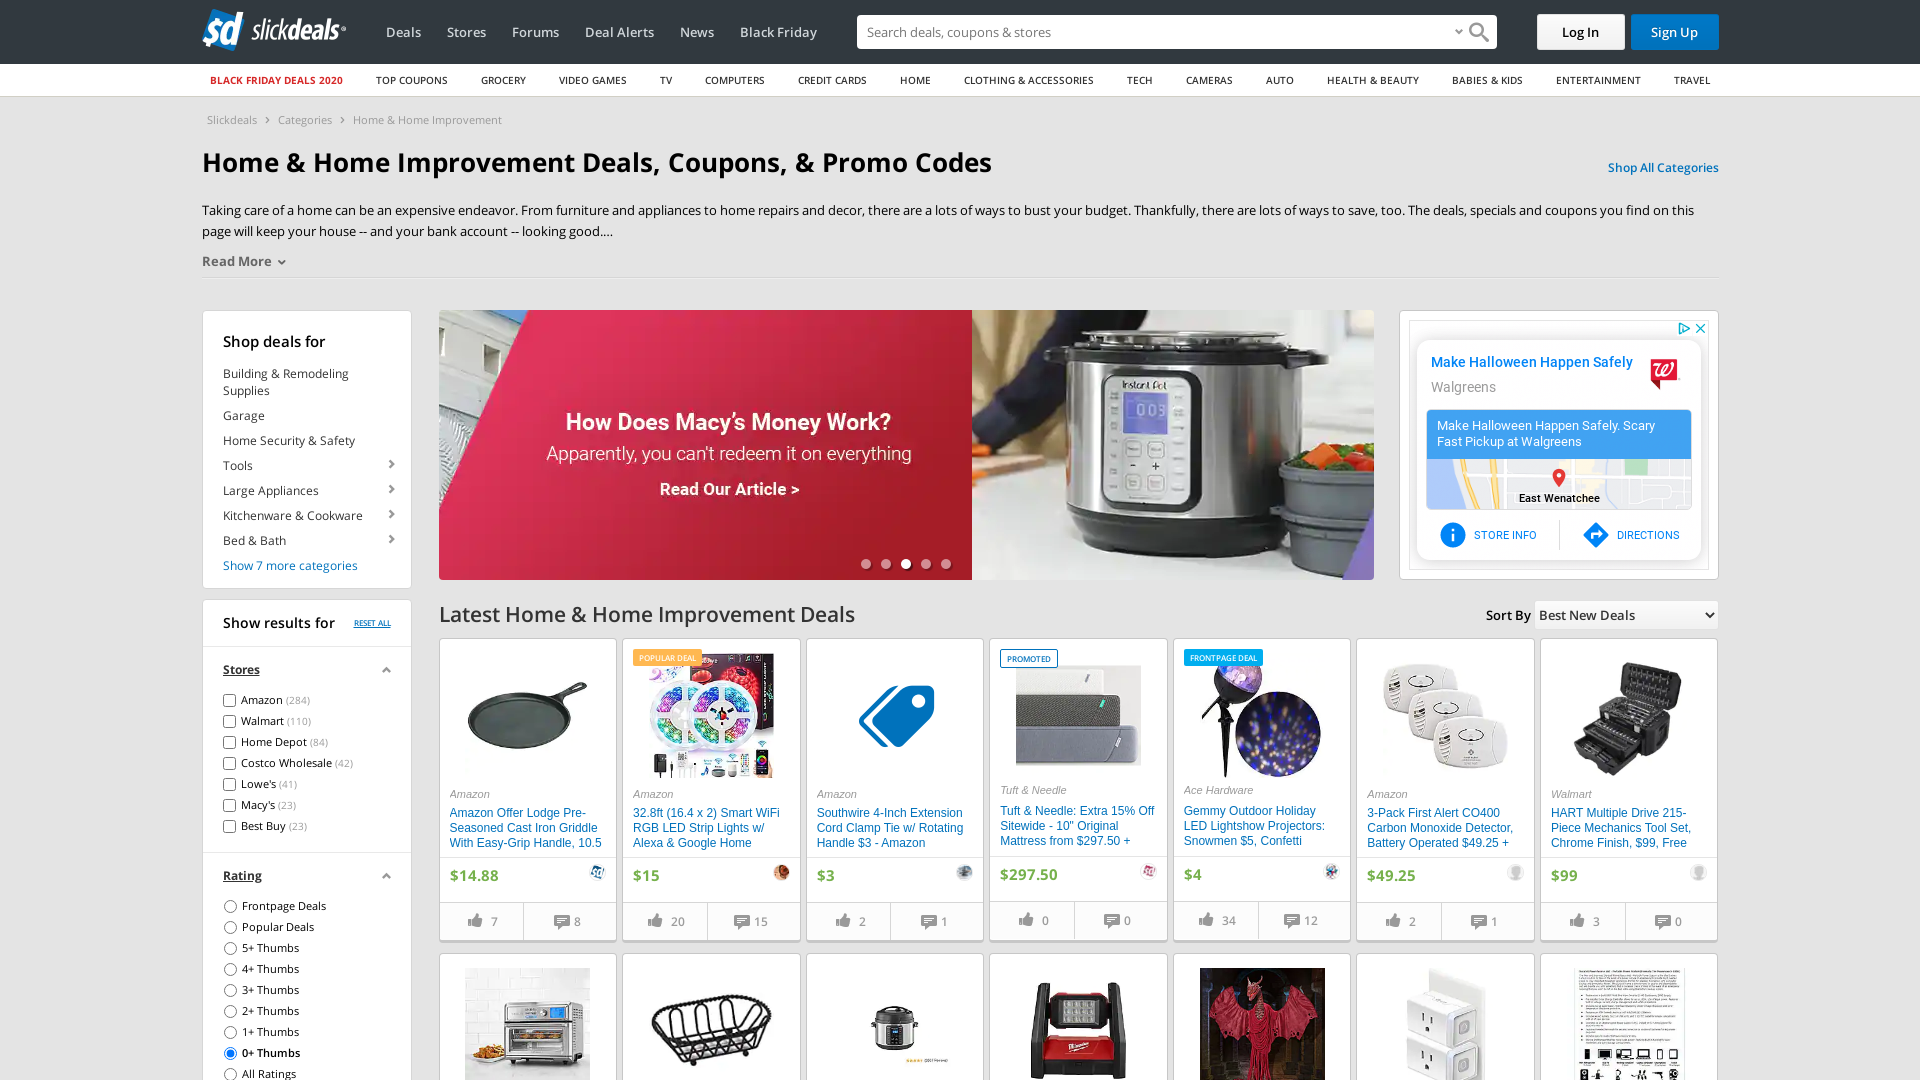 slickdeals
Deals
Stores
Forums
Deal Alerts
News
Black Friday
Search deals, coupons & stores
Log In
Sign Up
BLACK FRIDAY DEALS 2020
TOP COUPONS
GROCERY
VIDEO GAMES
TV
COMPUTERS
CREDIT CARDS
HOME
CLOTHING & ACCESSORIES
TECH
CAMERAS
AUTO
HEALTH & BEAUTY
BABIES & KIDS
ENTERTAINMENT
TRAVEL
Slickdeals > Categories > Home & Home Improvement
Home & Home Improvement Deals, Coupons, & Promo Codes
Shop All Categories
Taking care of a home can be an expensive endeavor. From furniture and appliances to home repairs and decor, there are a lots of ways to bust your budget. Thankfully, there are lots of ways to save, too. The deals, specials and coupons you find on this
page will keep your house -- and your bank account -- looking good.…
Read More
Shop deals for
Building & Remodeling
Supplies
Garage
Home Security & Safety
Tools
Large Appliances
Kitchenware & Cookware
Bed & Bath
Show 7 more categories
How Does Macy's Money Work?
Apparently, you can't redeem it on everything
Read Our Article >
Instant Pot
Make Halloween Happen Safely
Walgreens
Make Halloween Happen Safely. Scary
Fast Pickup at Walgreens
East Wenatchee
STORE INFO
DIRECTIONS
Show results for
RESET ALL
Stores
Amazon (284)
Walmart (110)
Home Depot (84)
Costco Wholesale (42)
Lowe's (41)
Macy's (23)
Best Buy (23)
Rating
Frontpage Deals
Popular Deals
5+ Thumbs
4+ Thumbs
3+ Thumbs
2+ Thumbs
1+ Thumbs
0+ Thumbs
All Ratings
Latest Home & Home Improvement Deals
Sort By
Best New Deals
Amazon
Amazon Offer Lodge Pre-
Seasoned Cast Iron Griddle
With Easy-Grip Handle, 10.5
$14.88
7
8
POPULAR DEAL
Amazon
32.8ft (16.4 x 2) Smart WiFi
RGB LED Strip Lights w/
Alexa & Google Home
$15
20
15
Amazon
Southwire 4-Inch Extension
Cord Clamp Tie w/ Rotating
Handle $3 - Amazon
$3
2
1
PROMOTED
Tuft & Needle
Tuft & Needle: Extra 15% Off
Sitewide - 10" Original
Mattress from $297.50 +
$297.50
0
0
FRONTPAGE DEAL
Ace Hardware
Gemmy Outdoor Holiday
LED Lightshow Projectors:
Snowmen $5, Confetti
$4
34
12
Amazon
3-Pack First Alert CO400
Carbon Monoxide Detector,
Battery Operated $49.25 +
$49.25
2
1
Walmart
HART Multiple Drive 215-
Piece Mechanics Tool Set,
Chrome Finish, $99, Free
$99
3
0